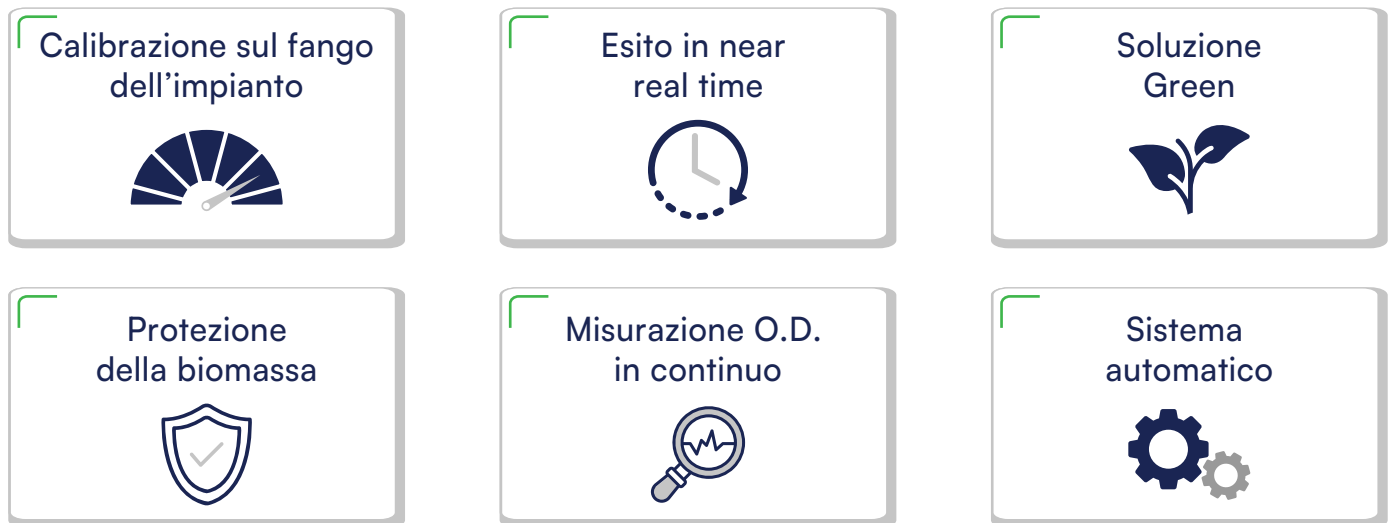 Calibrazione sul fango
dell’impianto
Esito in near
real time
Soluzione
Green
Protezione
della biomassa
Misurazione O.D.
in continuo
Sistema
automatico